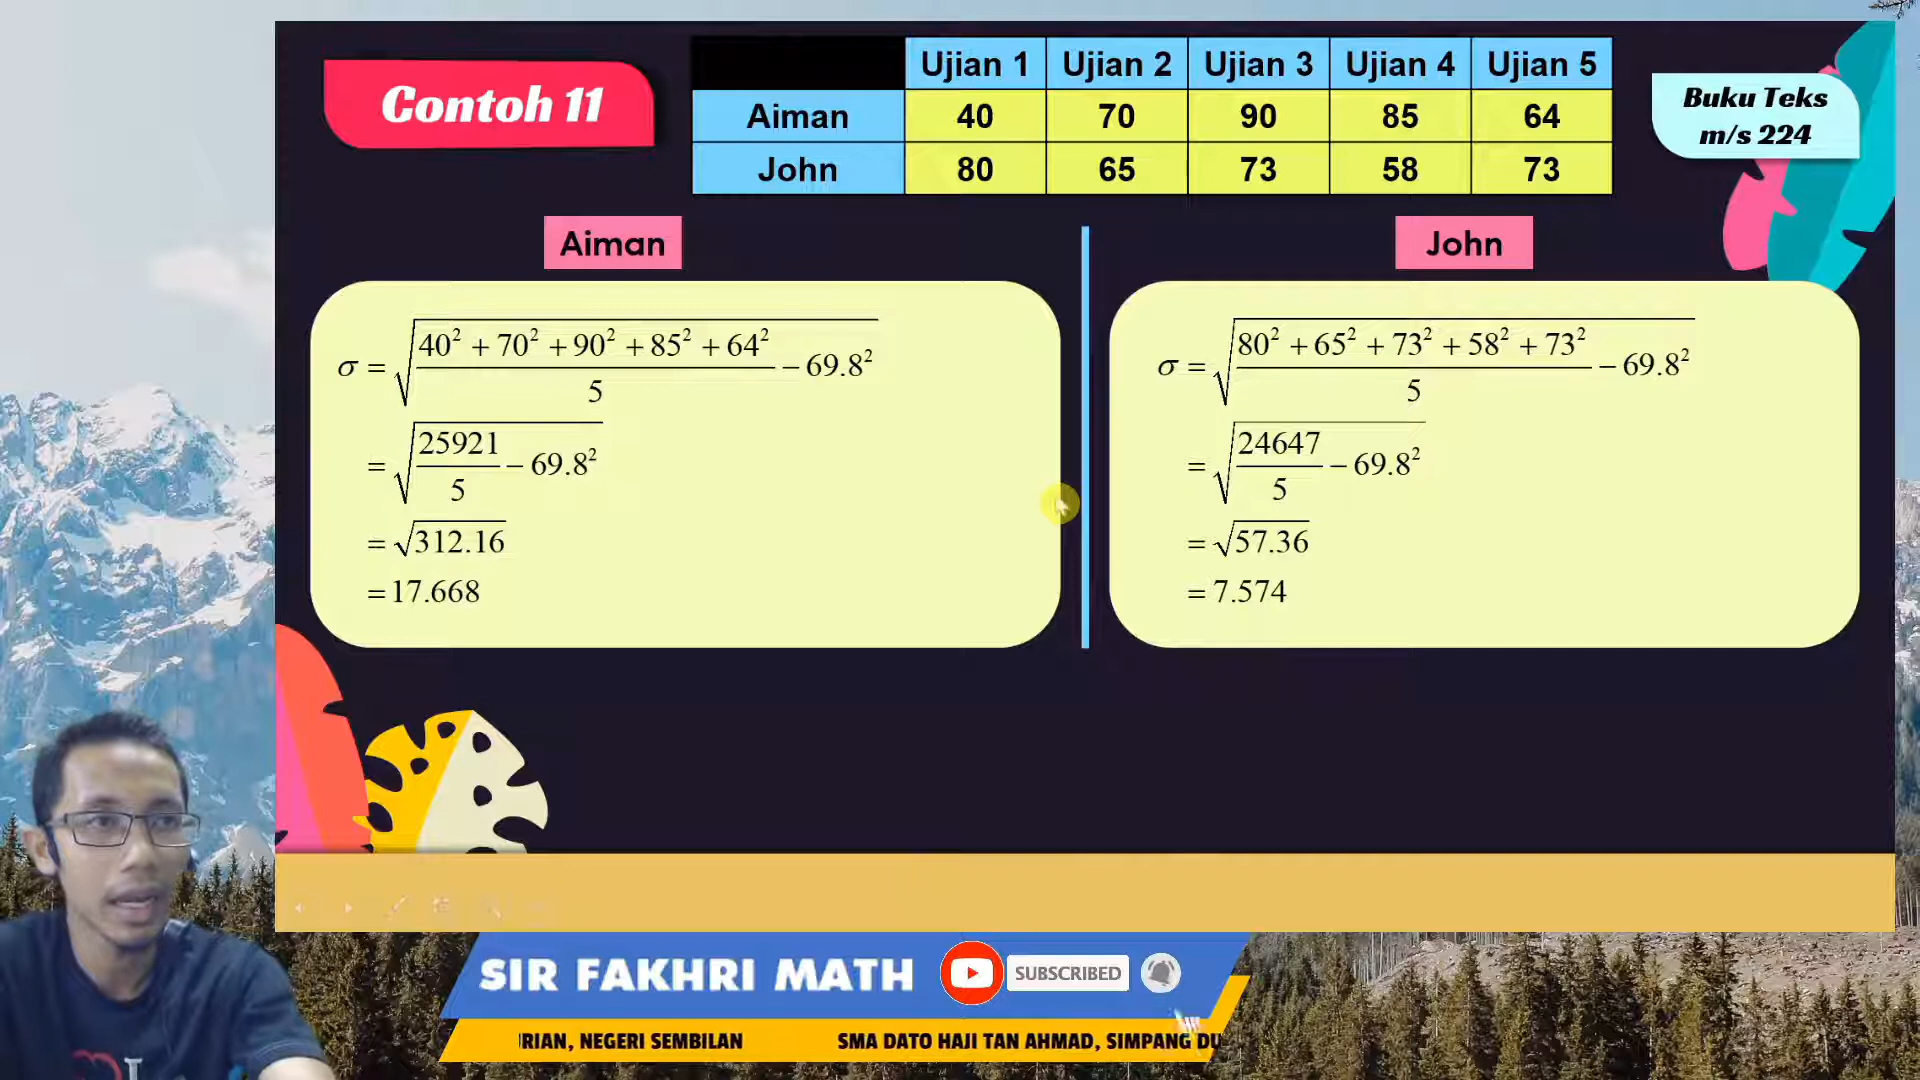 Contoh 11
Ujian 1 Ujian 2 Ujian 3 Ujian 4 Ujian 5
Aiman 40 70 90 85 64
John 80 65 73 58 73
Buku Teks
m/s 224
Aiman
σ = √((40² + 70² + 90² + 85² + 64²)/5 − 69.8²)
= √(25921/5 − 69.8²)
= √312.16
= 17.668
John
σ = √((80² + 65² + 73² + 58² + 73²)/5 − 69.8²)
= √(24647/5 − 69.8²)
= √57.36
= 7.574
SIR FAKHRI MATH
SUBSCRIBED
RIAN, NEGERI SEMBILAN SMA DATO HAJI TAN AHMAD, SIMPANG DU